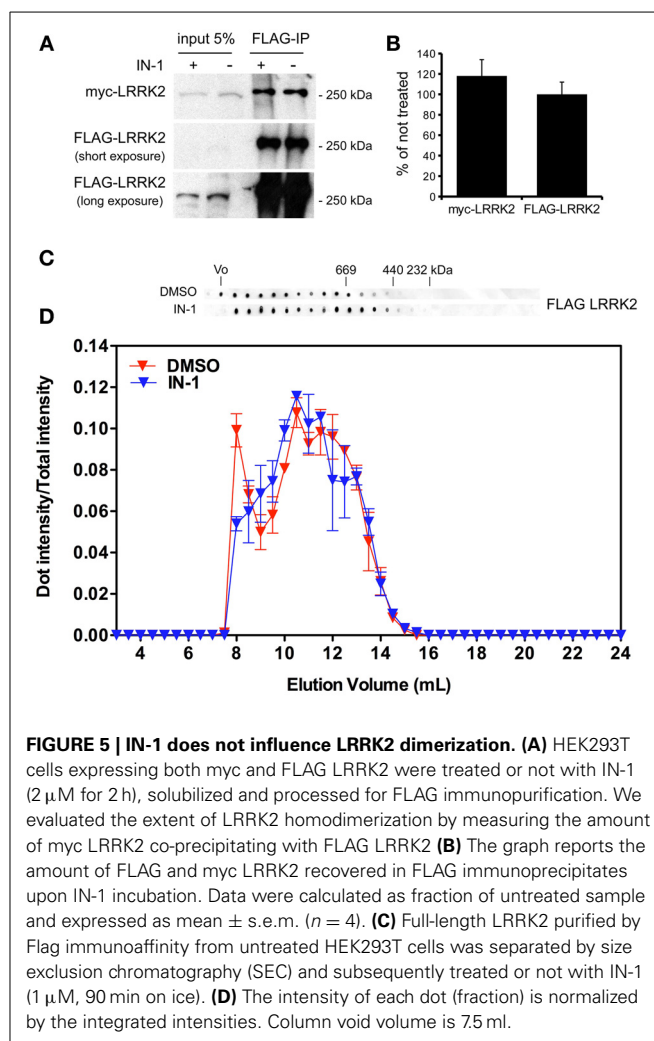 A
input 5% FLAG-IP
IN-1 + - + -
myc-LRRK2 - 250 kDa
FLAG-LRRK2
(short exposure) - 250 kDa
FLAG-LRRK2
(long exposure) - 250 kDa
B
% of not treated
140
120
100
80
60
40
20
0
myc-LRRK2 FLAG-LRRK2
C
Vo 669 440 232 kDa
DMSO
IN-1
FLAG LRRK2
D
DMSO
IN-1
Dot intensity/Total intensity
0.14
0.12
0.10
0.08
0.06
0.04
0.02
0.00
4 6 8 10 12 14 16 18 20 22 24
Elution Volume (mL)
FIGURE 5 | IN-1 does not influence LRRK2 dimerization. (A) HEK293T
cells expressing both myc and FLAG LRRK2 were treated or not with IN-1
(2 μM for 2 h), solubilized and processed for FLAG immunopurification. We
evaluated the extent of LRRK2 homodimerization by measuring the amount
of myc LRRK2 co-precipitating with FLAG LRRK2 (B) The graph reports the
amount of FLAG and myc LRRK2 recovered in FLAG immunoprecipitates
upon IN-1 incubation. Data were calculated as fraction of untreated sample
and expressed as mean ± s.e.m. (n = 4). (C) Full-length LRRK2 purified by
Flag immunoaffinity from untreated HEK293T cells was separated by size
exclusion chromatography (SEC) and subsequently treated or not with IN-1
(1 μM, 90 min on ice). (D) The intensity of each dot (fraction) is normalized
by the integrated intensities. Column void volume is 7.5 ml.